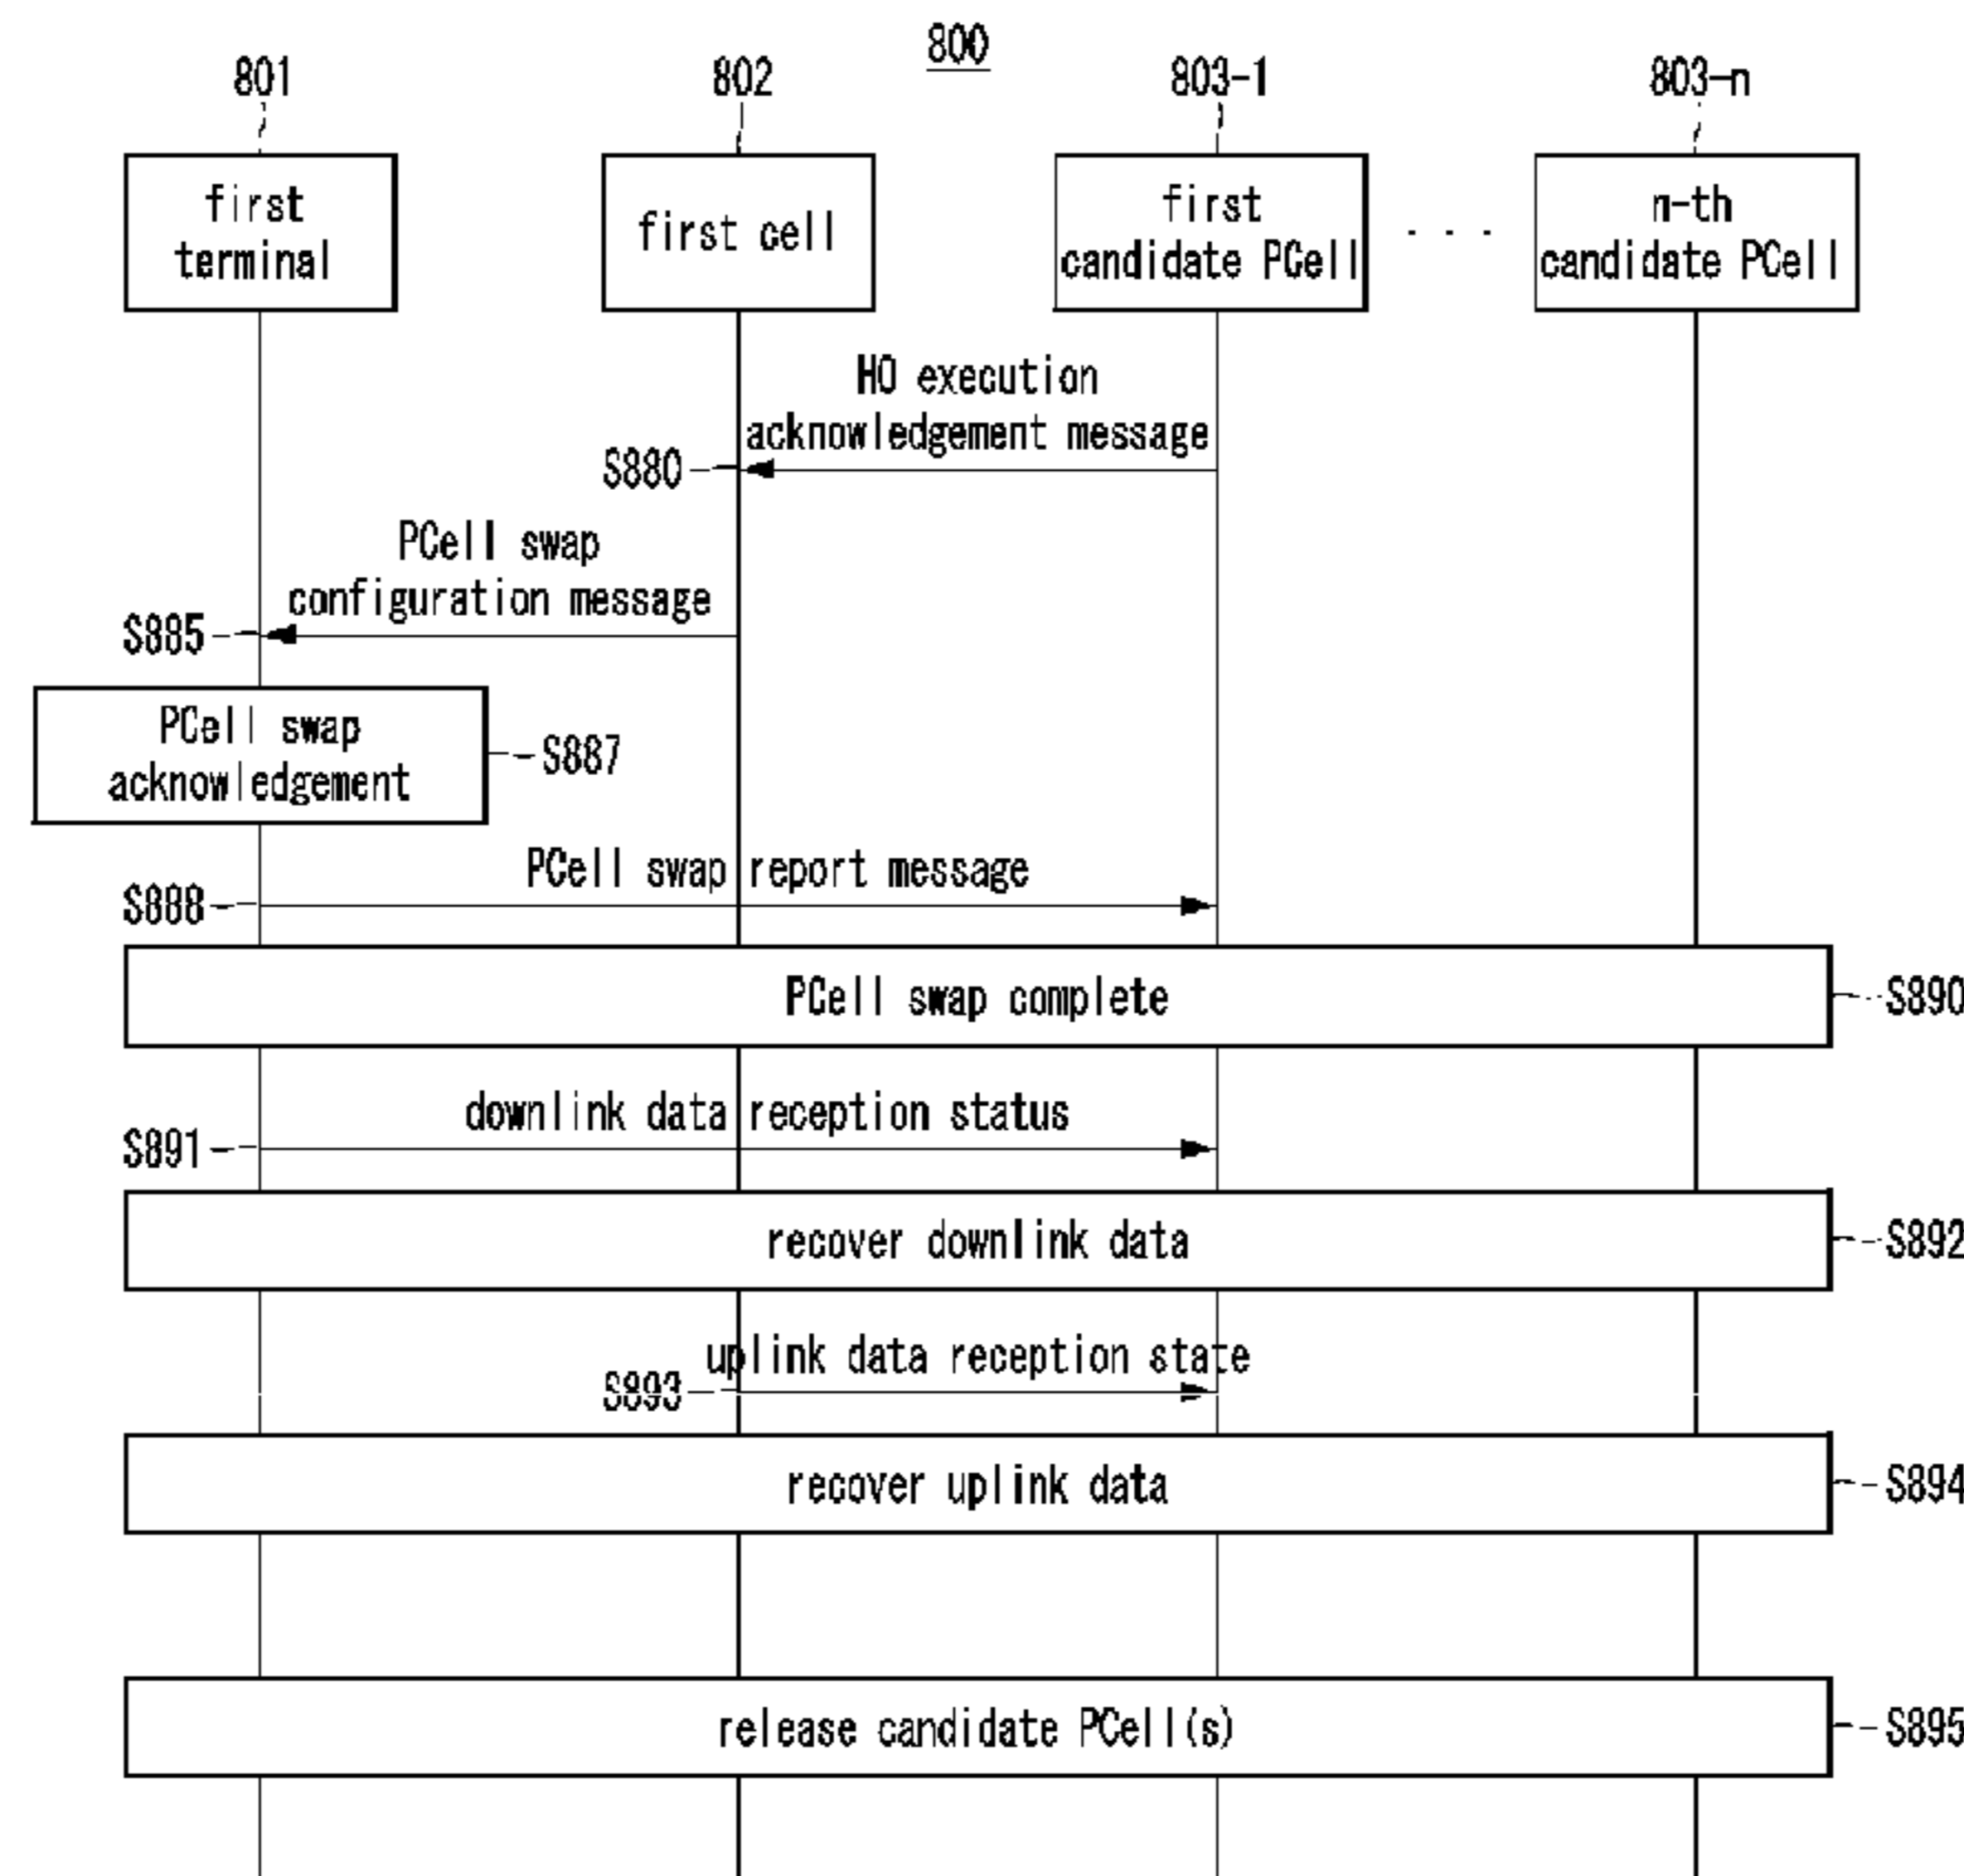 800
801
802
803-1
803-n
first
terminal
first cell
first
candidate PCell
. . .
n-th
candidate PCell
HO execution
acknowledgement message
S880
PCell swap
configuration message
S885
PCell swap
acknowledgement
S887
PCell swap report message
S888
PCell swap complete
S890
downlink data reception status
S891
recover downlink data
S892
uplink data reception state
S893
recover uplink data
S894
release candidate PCell(s)
S895